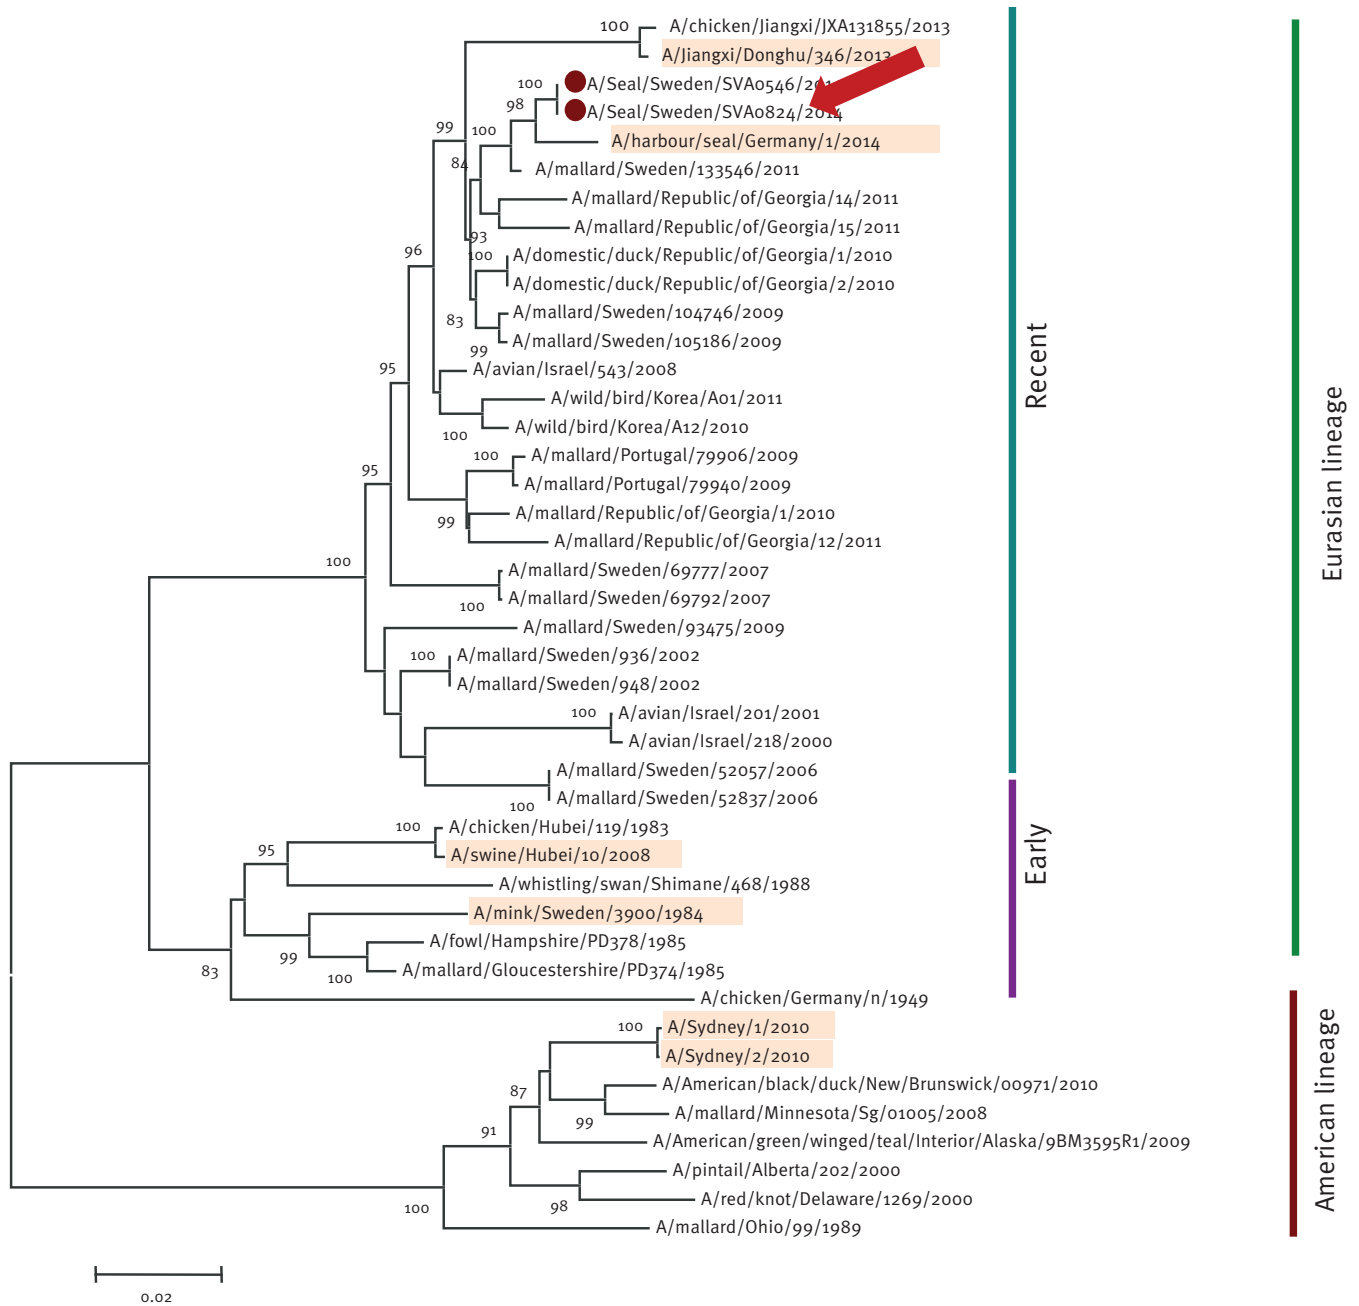 100
A/chicken/Jiangxi/JXA131855/2013
A/Jiangxi/Donghu/346/2013
100
A/Seal/Sweden/SVA0546/201
98
A/Seal/Sweden/SVA0824/2014
99
100
A/harbour/seal/Germany/1/2014
84
A/mallard/Sweden/133546/2011
A/mallard/Republic/of/Georgia/14/2011
A/mallard/Republic/of/Georgia/15/2011
93
96
100
A/domestic/duck/Republic/of/Georgia/1/2010
A/domestic/duck/Republic/of/Georgia/2/2010
A/mallard/Sweden/104746/2009
83
A/mallard/Sweden/105186/2009
99
95
A/avian/Israel/543/2008
A/wild/bird/Korea/A01/2011
A/wild/bird/Korea/A12/2010
100
100
A/mallard/Portugal/79906/2009
95
A/mallard/Portugal/79940/2009
A/mallard/Republic/of/Georgia/1/2010
99
A/mallard/Republic/of/Georgia/12/2011
100
A/mallard/Sweden/69777/2007
A/mallard/Sweden/69792/2007
100
A/mallard/Sweden/93475/2009
100
A/mallard/Sweden/936/2002
A/mallard/Sweden/948/2002
100
A/avian/Israel/201/2001
A/avian/Israel/218/2000
A/mallard/Sweden/52057/2006
A/mallard/Sweden/52837/2006
100
100
A/chicken/Hubei/119/1983
95
A/swine/Hubei/10/2008
A/whistling/swan/Shimane/468/1988
A/mink/Sweden/3900/1984
A/fowl/Hampshire/PD378/1985
99
A/mallard/Gloucestershire/PD374/1985
83
100
A/chicken/Germany/n/1949
100
A/Sydney/1/2010
A/Sydney/2/2010
A/American/black/duck/New/Brunswick/00971/2010
87
A/mallard/Minnesota/Sg/01005/2008
99
91
A/American/green/winged/teal/Interior/Alaska/9BM3595R1/2009
A/pintail/Alberta/202/2000
A/red/knot/Delaware/1269/2000
98
100
A/mallard/Ohio/99/1989
0.02
Recent
Early
Eurasian lineage
American lineage